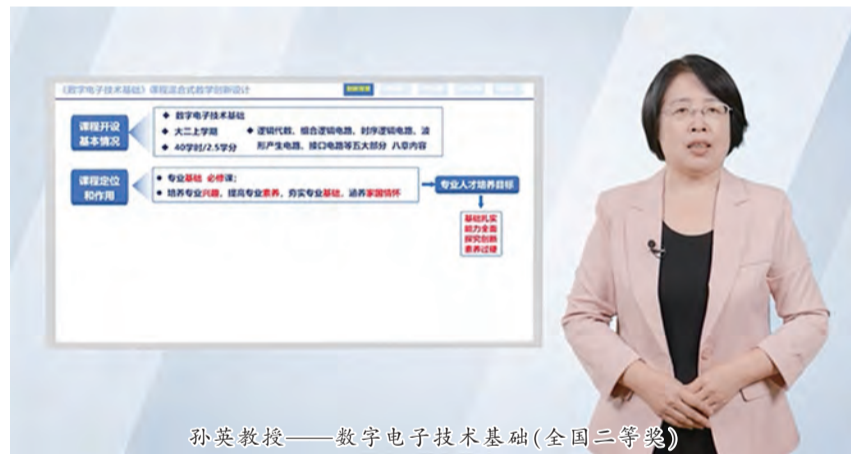 《数字电子技术基础》课程混合式教学创新设计
课程开设
基本情况
◆ 数字电子技术基础
◆ 大二上学期
◆ 40学时/2.5学分
◆ 逻辑代数、组合逻辑电路、时序逻辑电路、波
形产生电路、接口电路等五大部分 八章内容
课程定位
和作用
• 专业基础 必修课；
• 培养专业兴趣，提高专业素养，夯实专业基础，涵养家国情怀
专业人才培养目标
基础扎实
能力全面
探究创新
素养过硬
孙英教授——数字电子技术基础(全国二等奖)